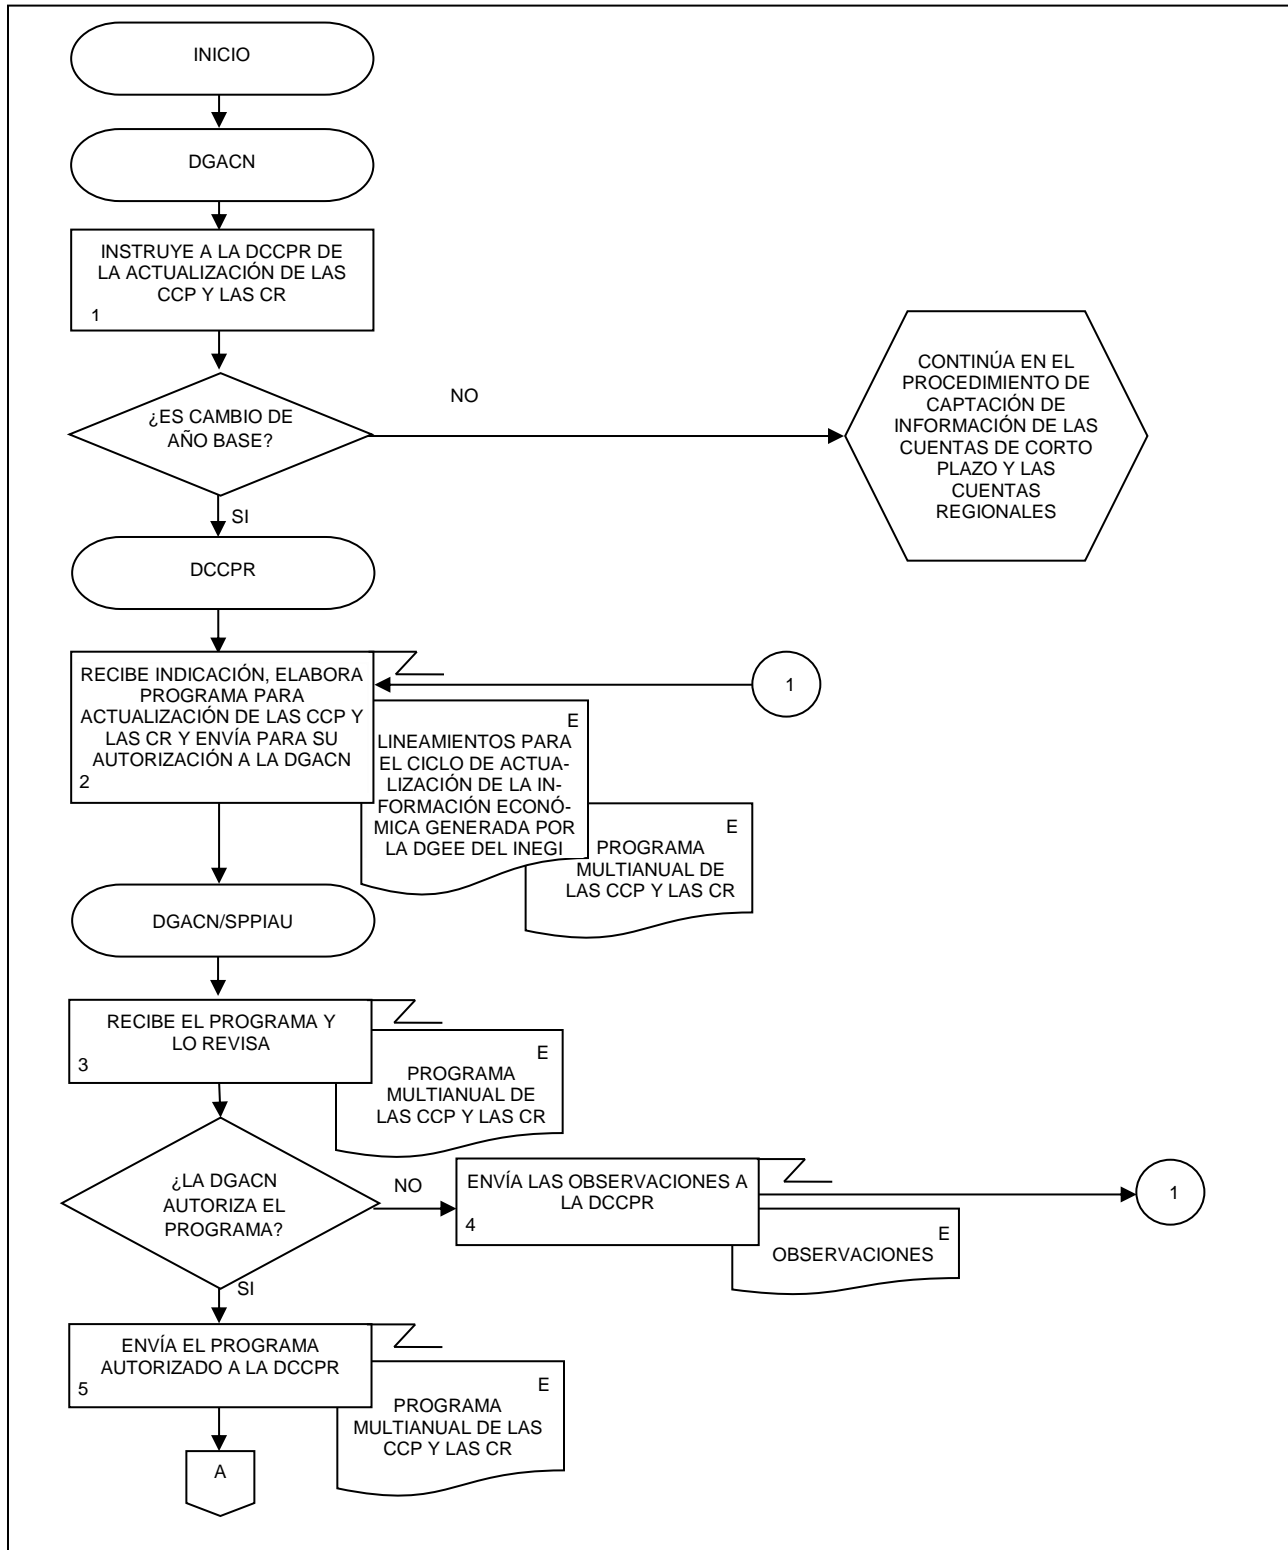 INICIO
DGACN
INSTRUYE A LA DCCPR DE
LA ACTUALIZACIÓN DE LAS
CCP Y LAS CR
1
¿ES CAMBIO DE
AÑO BASE?
NO
CONTINÚA EN EL
PROCEDIMIENTO DE
CAPTACIÓN DE
INFORMACIÓN DE LAS
CUENTAS DE CORTO
PLAZO Y LAS
CUENTAS
REGIONALES
SI
DCCPR
RECIBE INDICACIÓN, ELABORA
PROGRAMA PARA
ACTUALIZACIÓN DE LAS CCP Y
LAS CR Y ENVÍA PARA SU
AUTORIZACIÓN A LA DGACN
2
1
E
LINEAMIENTOS PARA
EL CICLO DE ACTUA-
LIZACIÓN DE LA IN-
FORMACIÓN ECONÓ-
MICA GENERADA POR
LA DGEE DEL INEGI
E
PROGRAMA
MULTIANUAL DE
LAS CCP Y LAS CR
DGACN/SPPIAU
RECIBE EL PROGRAMA Y
LO REVISA
3
E
PROGRAMA
MULTIANUAL DE
LAS CCP Y LAS CR
¿LA DGACN
AUTORIZA EL
PROGRAMA?
NO
ENVÍA LAS OBSERVACIONES A
LA DCCPR
4
1
E
OBSERVACIONES
SI
ENVÍA EL PROGRAMA
AUTORIZADO A LA DCCPR
5
E
PROGRAMA
MULTIANUAL DE LAS
CCP Y LAS CR
A